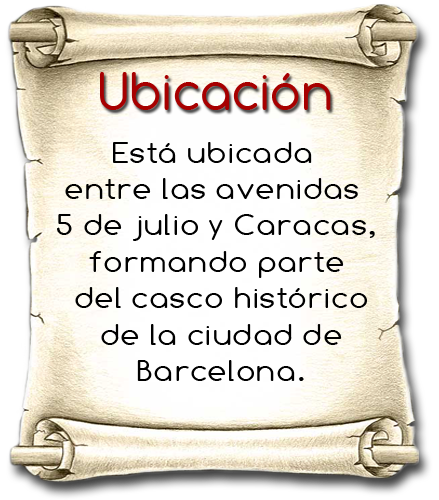 Ubicación
Está ubicada
entre las avenidas
5 de julio y Caracas,
formando parte
del casco histórico
de la ciudad de
Barcelona.